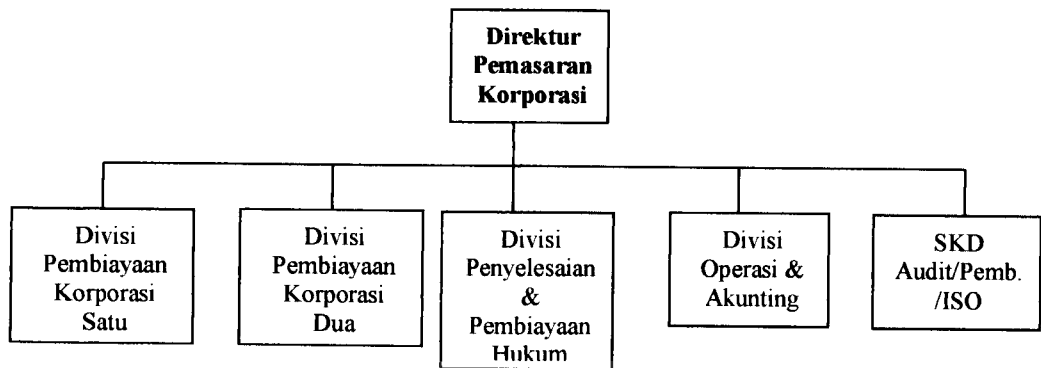 Direktur
Pemasaran
Korporasi
Divisi
Pembiayaan
Korporasi
Satu
Divisi
Pembiayaan
Korporasi
Dua
Divisi
Penyelesaian
&
Pembiayaan
Hukum
Divisi
Operasi &
Akunting
SKD
Audit/Pemb.
/ISO